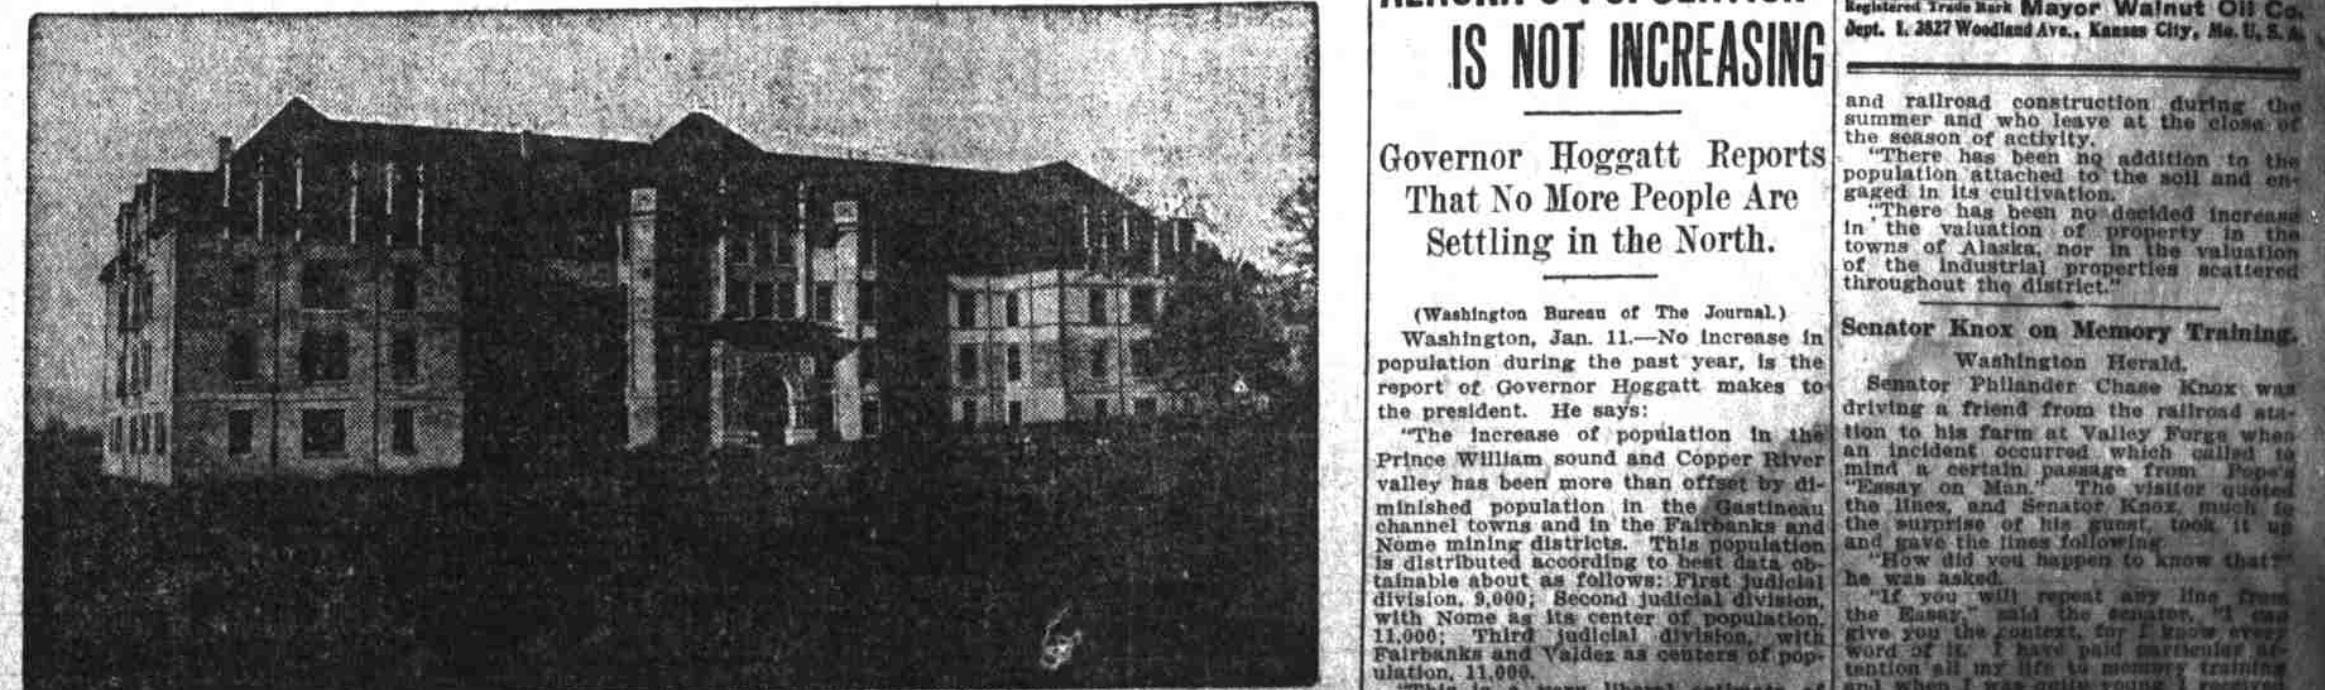 IS NOT INCREASING
Governor Hoggatt Reports
That No More People Are
Settling in the North.
(Washington Bureau of The Journal.)
Washington, Jan. 11.—No increase in
population during the past year, is the
report of Governor Hoggatt makes to
the president. He says:
"The increase of population in the
Prince William sound and Copper River
valley has been more than offset by di-
minished population in the Gastineau
channel towns and in the Fairbanks and
Nome mining districts. This population
is distributed according to best data ob-
tainable about as follows: First judicial
division, 9,000; Second judicial division,
with Nome as its center of population,
11,000; Third judicial division, with
Fairbanks and Valdez as centers of pop-
ulation, 11,000.
"This is a very liberal estimate of
Registered Trade Mark Mayor Walnut Oil Co.
Dept. 1. 3827 Woodland Ave., Kansas City, Mo. U. S. A.
and railroad construction during the
summer and who leave at the close of
the season of activity.
"There has been no addition to the
population attached to the soil and en-
gaged in its cultivation.
"There has been no decided increase
in the valuation of property in the
towns of Alaska, nor in the valuation
of the industrial properties scattered
throughout the district."
Senator Knox on Memory Training.
Washington Herald.
Senator Philander Chase Knox was
driving a friend from the railroad sta-
tion to his farm at Valley Forge when
an incident occurred which called to
mind a certain passage from Pope's
"Essay on Man." The visitor quoted
the lines, and Senator Knox, much to
the surprise of his guest, took it up
and gave the lines following.
"How did you happen to know that?"
he was asked.
"If you will repeat any line from
the Essay," said the senator, "I can
give you the context, for I know every
word of it. I have paid particular at-
tention all my life to memory training
and when I was quite young I